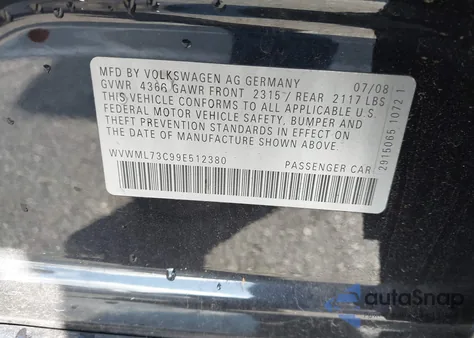 MFD BY VOLKSWAGEN AG GERMANY 07/08
GVWR 4366 GAWR FRONT 2315 / REAR 2117 LBS
THIS VEHICLE CONFORMS TO ALL APPLICABLE U.S.
FEDERAL MOTOR VEHICLE SAFETY, BUMPER AND
THEFT PREVENTION STANDARDS IN EFFECT ON THE
DATE OF MANUFACTURE SHOWN ABOVE.
WVWML73C99E512380 PASSENGER CAR
2915065 1072 1
autoSnap